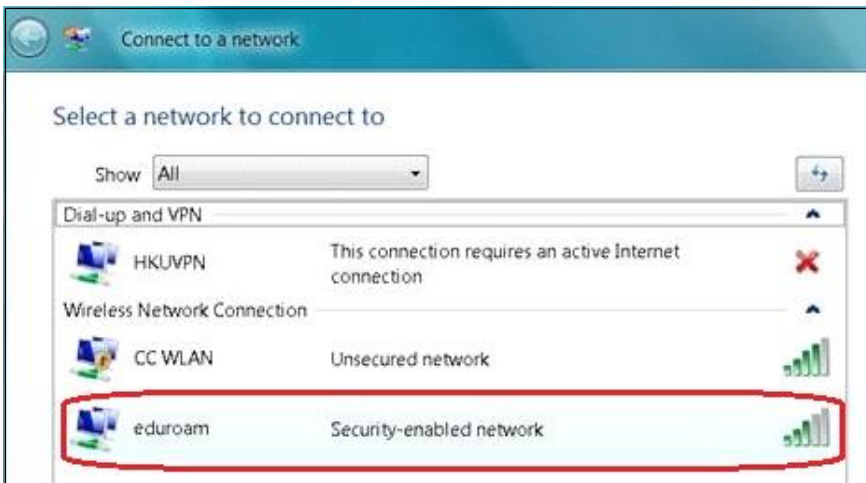 Connect to a network
Select a network to connect to
Show All
Dial-up and VPN
HKUVPN This connection requires an active Internet
connection
Wireless Network Connection
CC WLAN Unsecured network
eduroam Security-enabled network